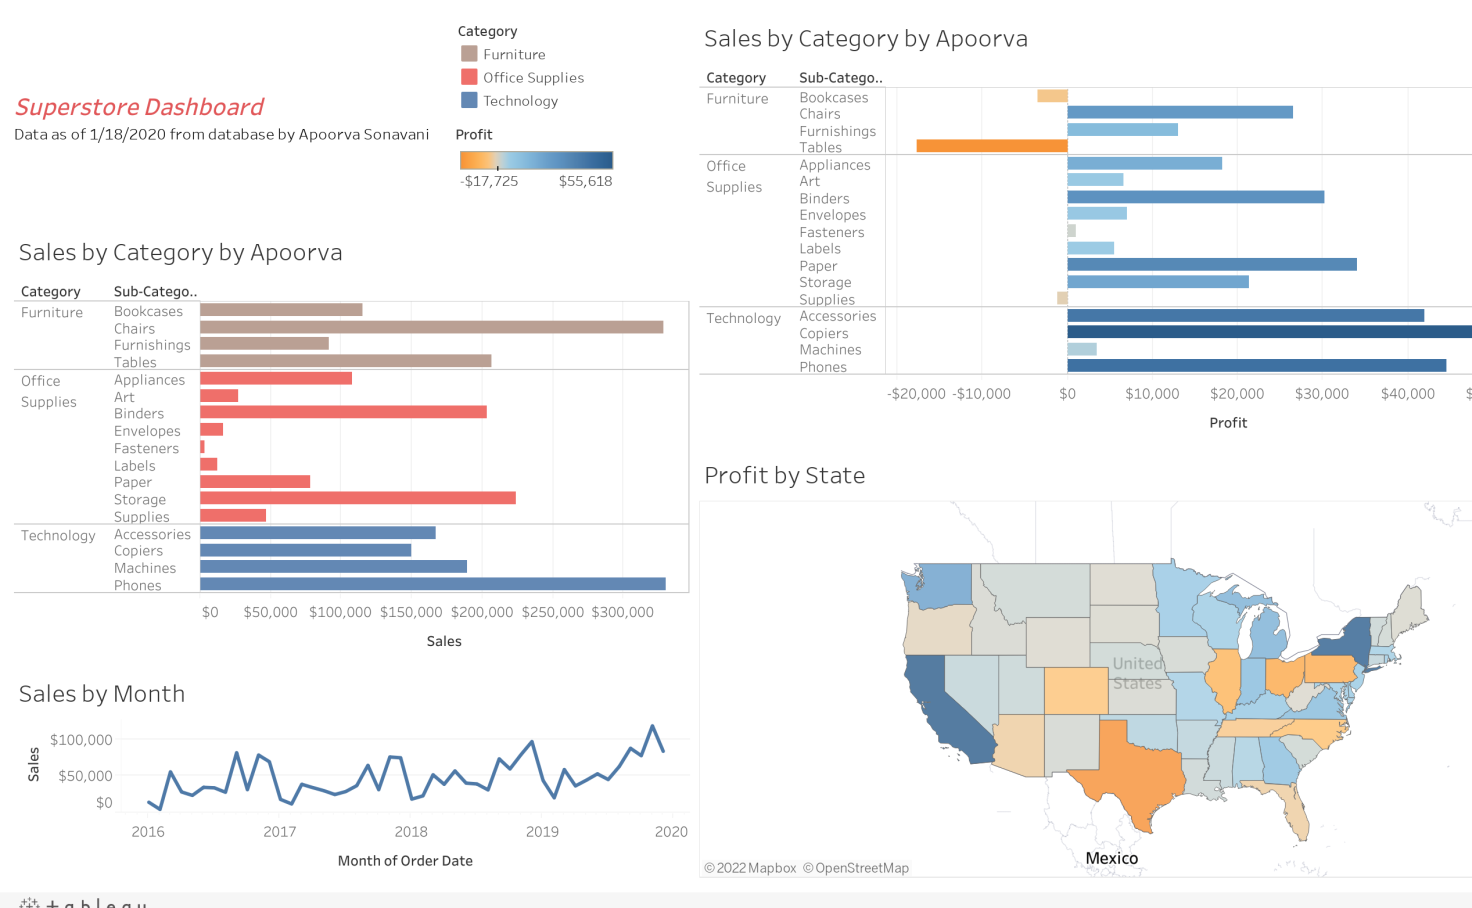 Superstore Dashboard
Data as of 1/18/2020 from database by Apoorva Sonavani
Category
Furniture
Office Supplies
Technology
Profit
-$17,725 $55,618
Sales by Category by Apoorva
Category Sub-Catego..
Furniture Bookcases
Chairs
Furnishings
Tables
Office Supplies Appliances
Art
Binders
Envelopes
Fasteners
Labels
Paper
Storage
Supplies
Technology Accessories
Copiers
Machines
Phones
$0 $50,000 $100,000 $150,000 $200,000 $250,000 $300,000
Sales
Sales by Month
Sales
$100,000
$50,000
$0
2016 2017 2018 2019 2020
Month of Order Date
Sales by Category by Apoorva
Category Sub-Catego..
Furniture Bookcases
Chairs
Furnishings
Tables
Office Supplies Appliances
Art
Binders
Envelopes
Fasteners
Labels
Paper
Storage
Supplies
Technology Accessories
Copiers
Machines
Phones
-$20,000 -$10,000 $0 $10,000 $20,000 $30,000 $40,000
Profit
Profit by State
United
States
Mexico
© 2022 Mapbox © OpenStreetMap
tableau